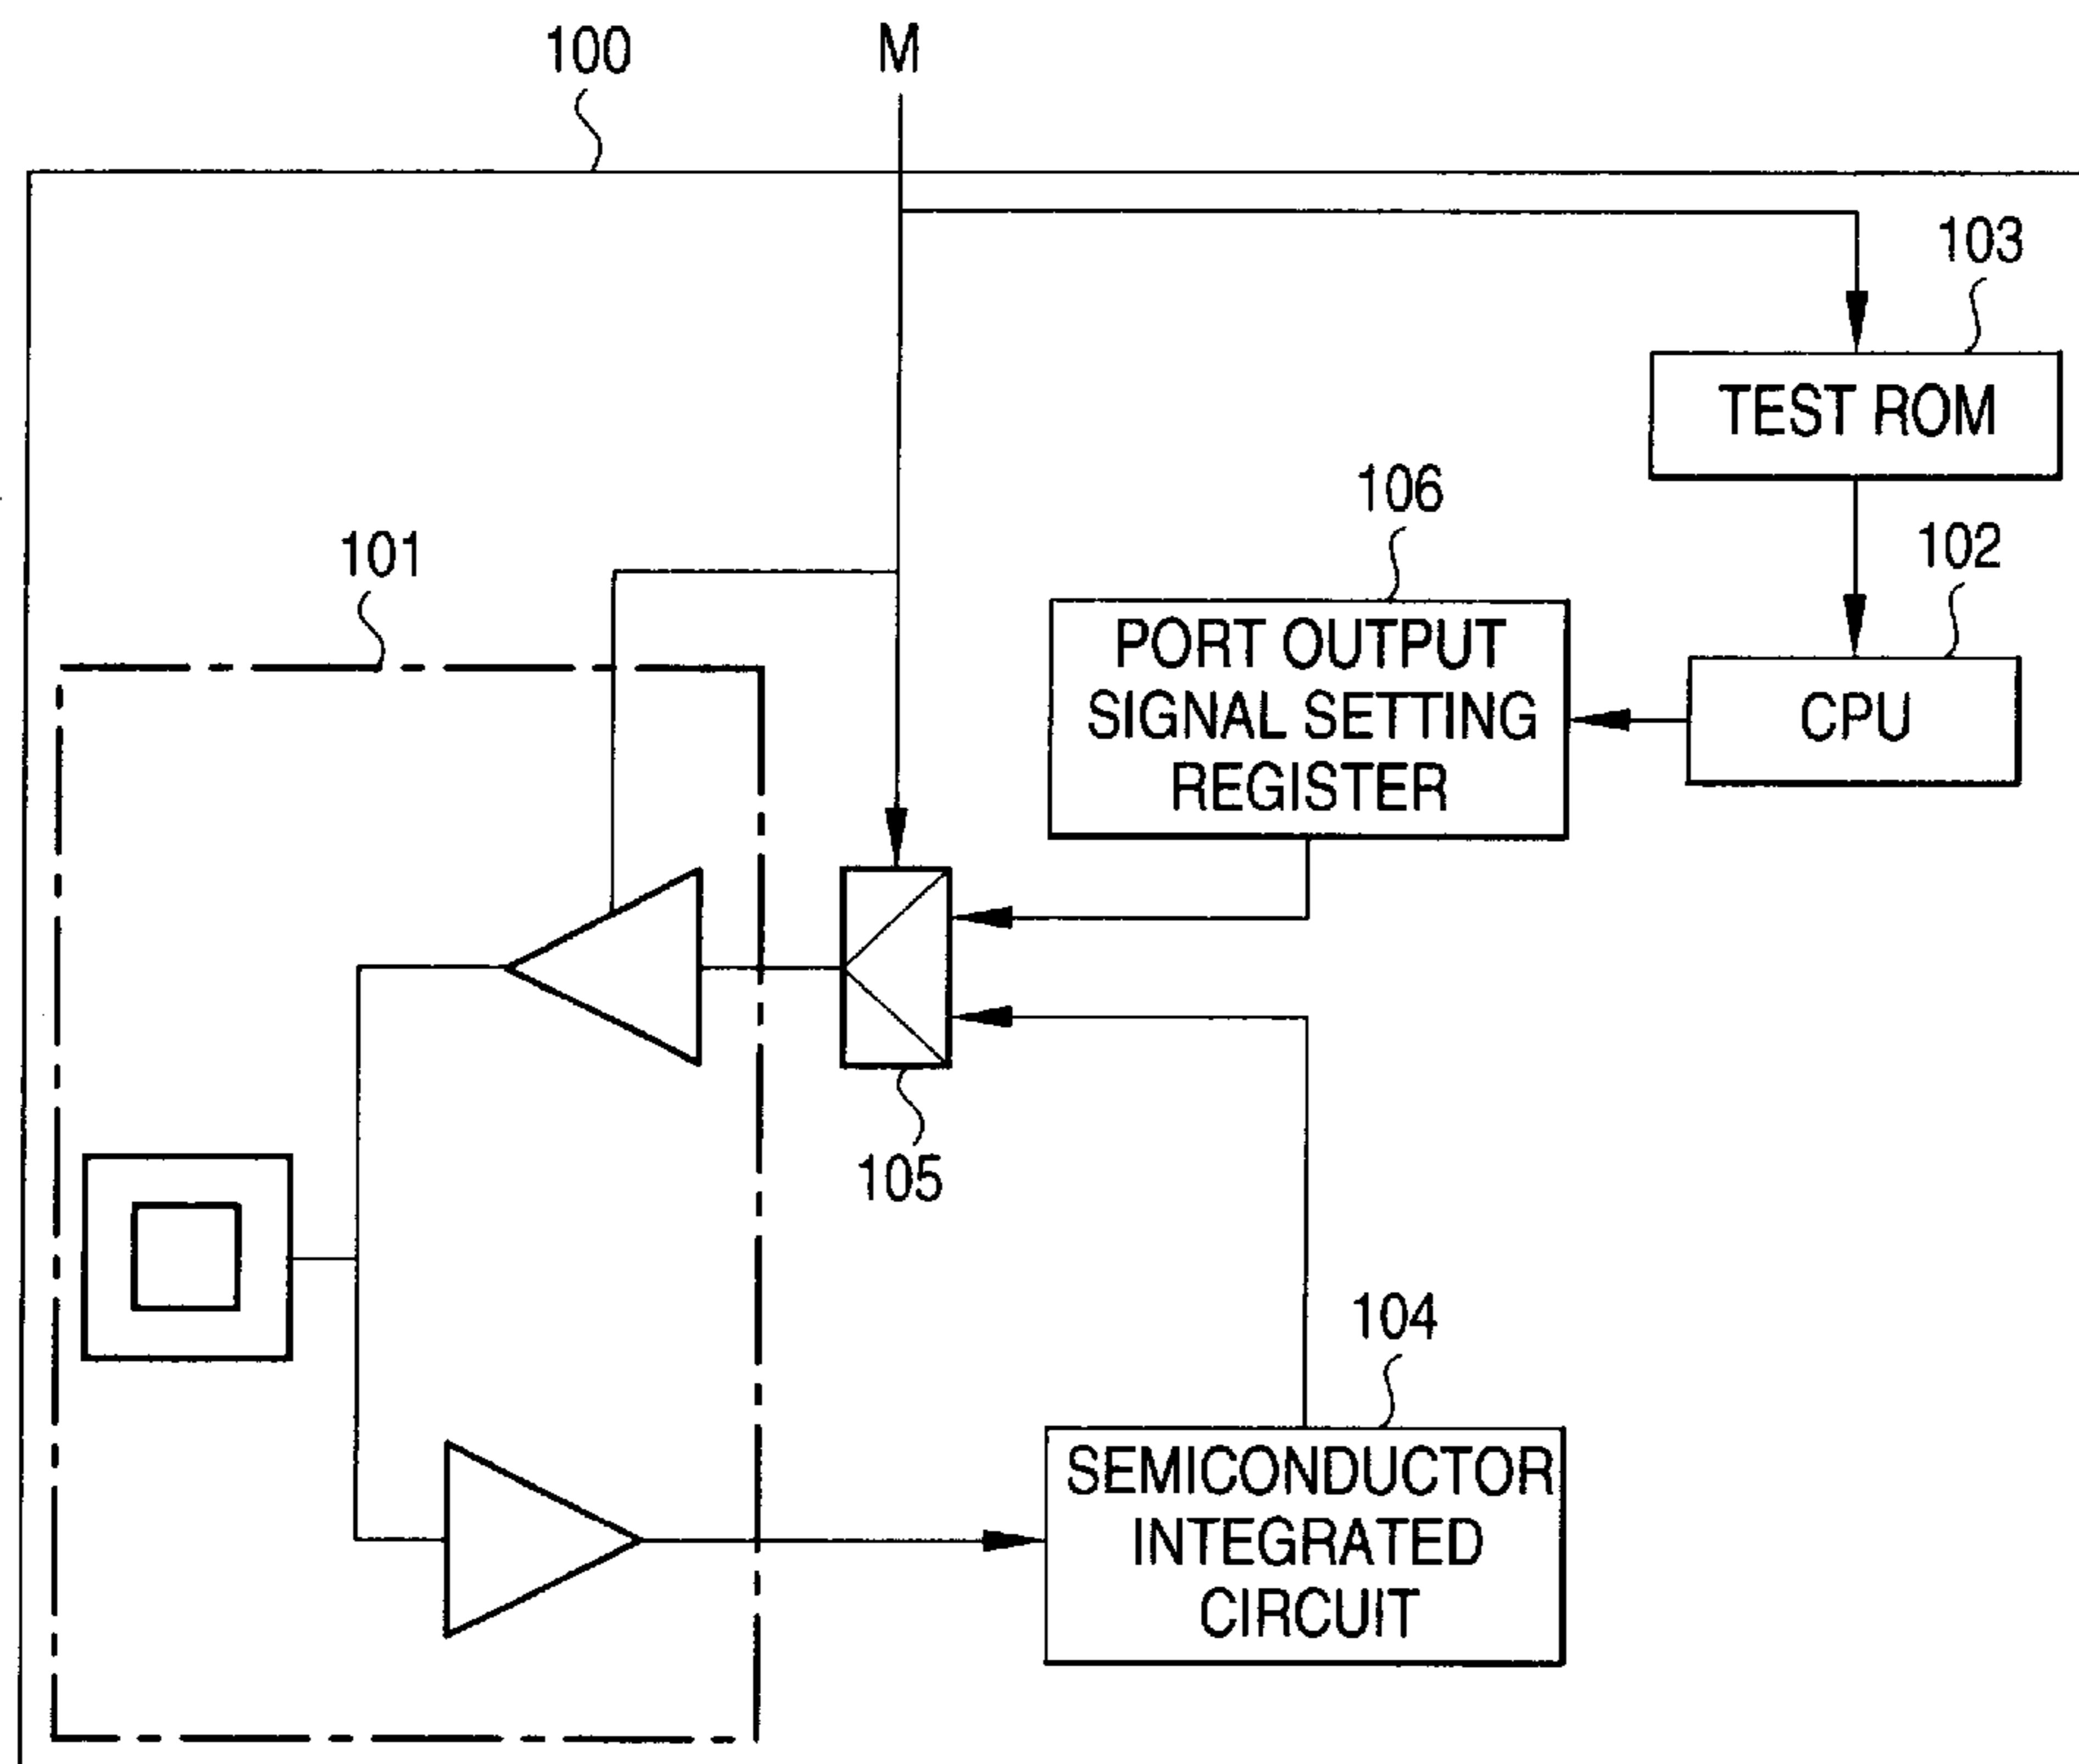 100
M
103
TEST ROM
106
101
102
PORT OUTPUT
SIGNAL SETTING
REGISTER
CPU
105
104
SEMICONDUCTOR
INTEGRATED
CIRCUIT